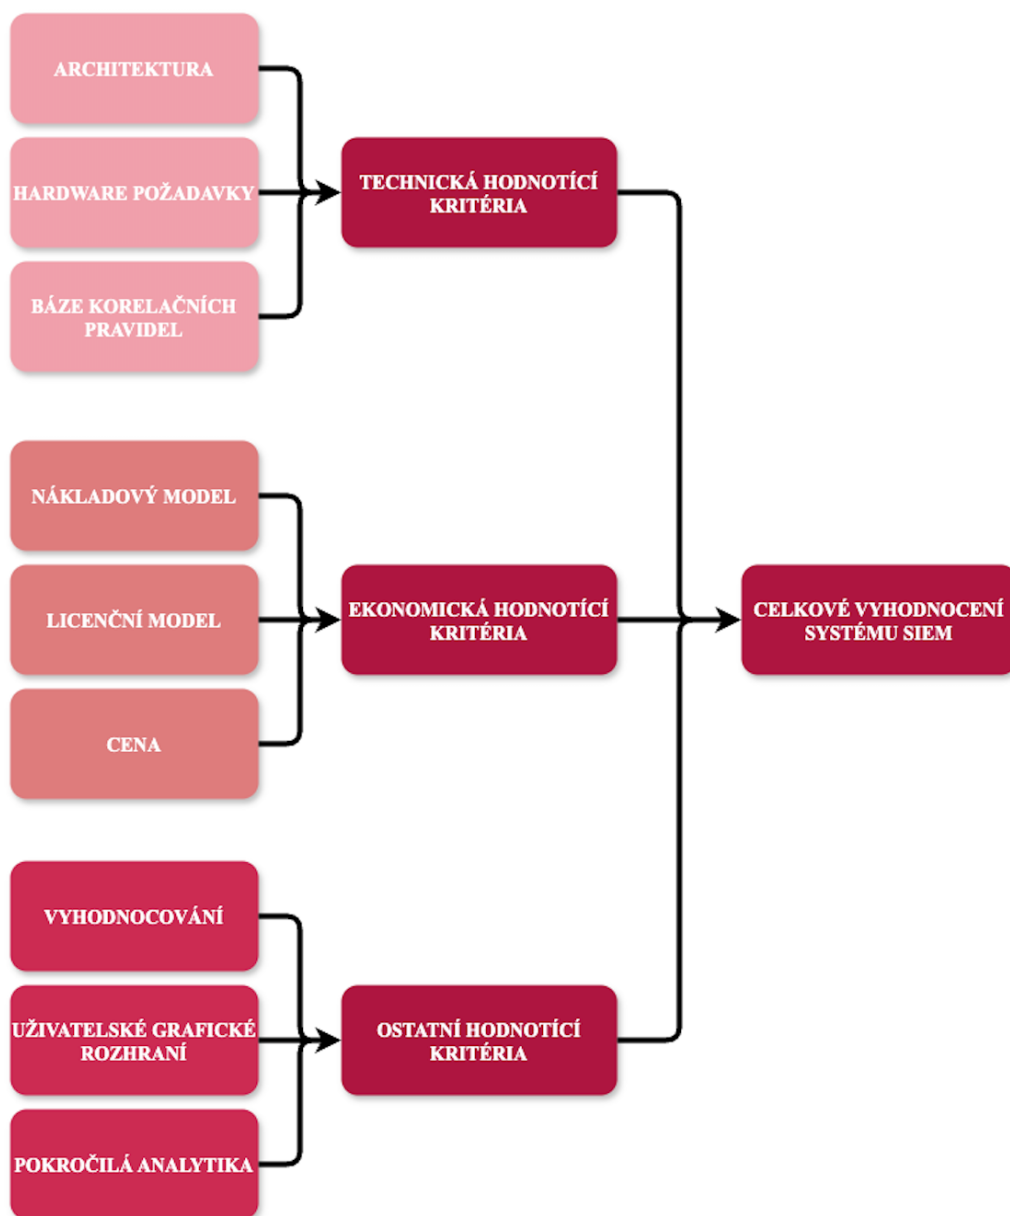 ARCHITEKTURA
HARDWARE POŽADAVKY
BÁZE KORELAČNÍCH
PRAVIDEL
TECHNICKÁ HODNOTÍCÍ
KRITÉRIA
NÁKLADOVÝ MODEL
LICENČNÍ MODEL
CENA
EKONOMICKÁ HODNOTÍCÍ
KRITÉRIA
CELKOVÉ VYHODNOCENÍ
SYSTÉMU SIEM
VYHODNOCOVÁNÍ
UŽIVATELSKÉ GRAFICKÉ
ROZHRANÍ
POKROČILÁ ANALYTIKA
OSTATNÍ HODNOTÍCÍ
KRITÉRIA